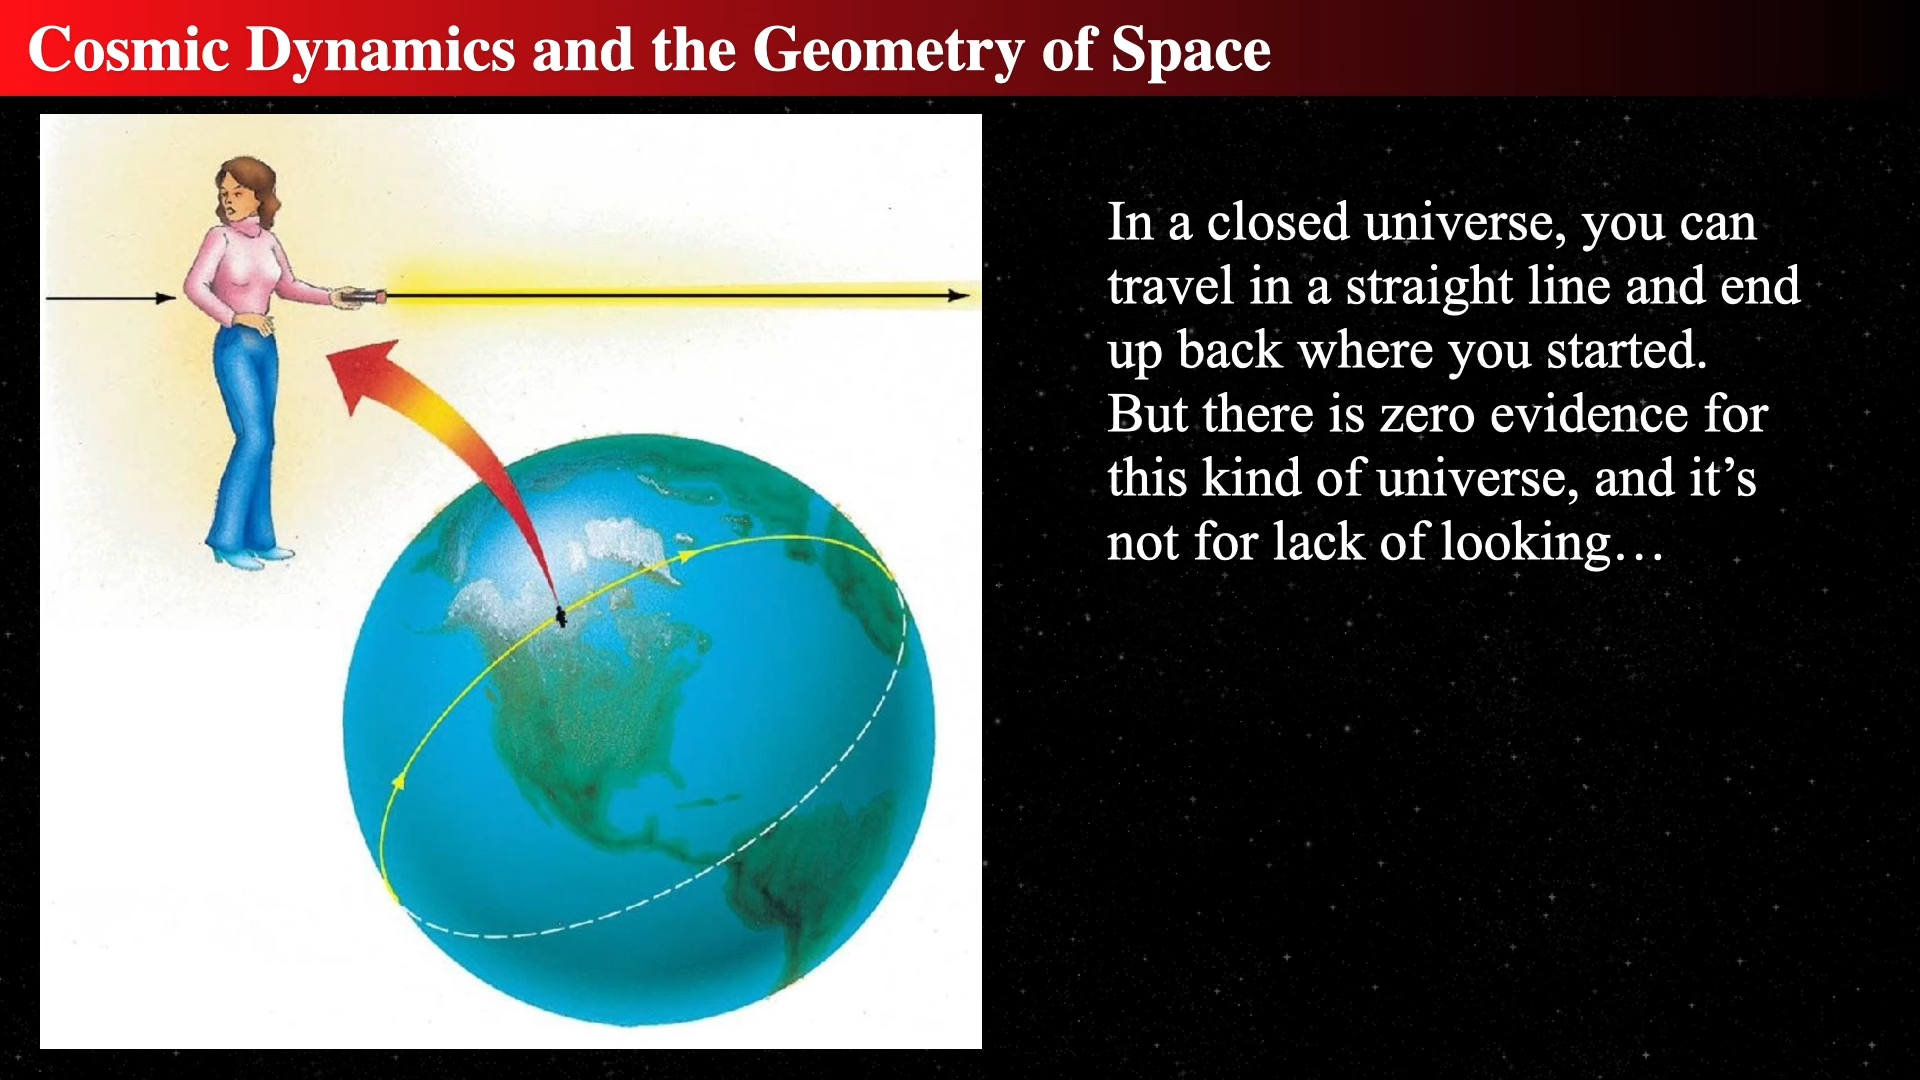 Cosmic Dynamics and the Geometry of Space
In a closed universe, you can
travel in a straight line and end
up back where you started.
But there is zero evidence for
this kind of universe, and it’s
not for lack of looking…